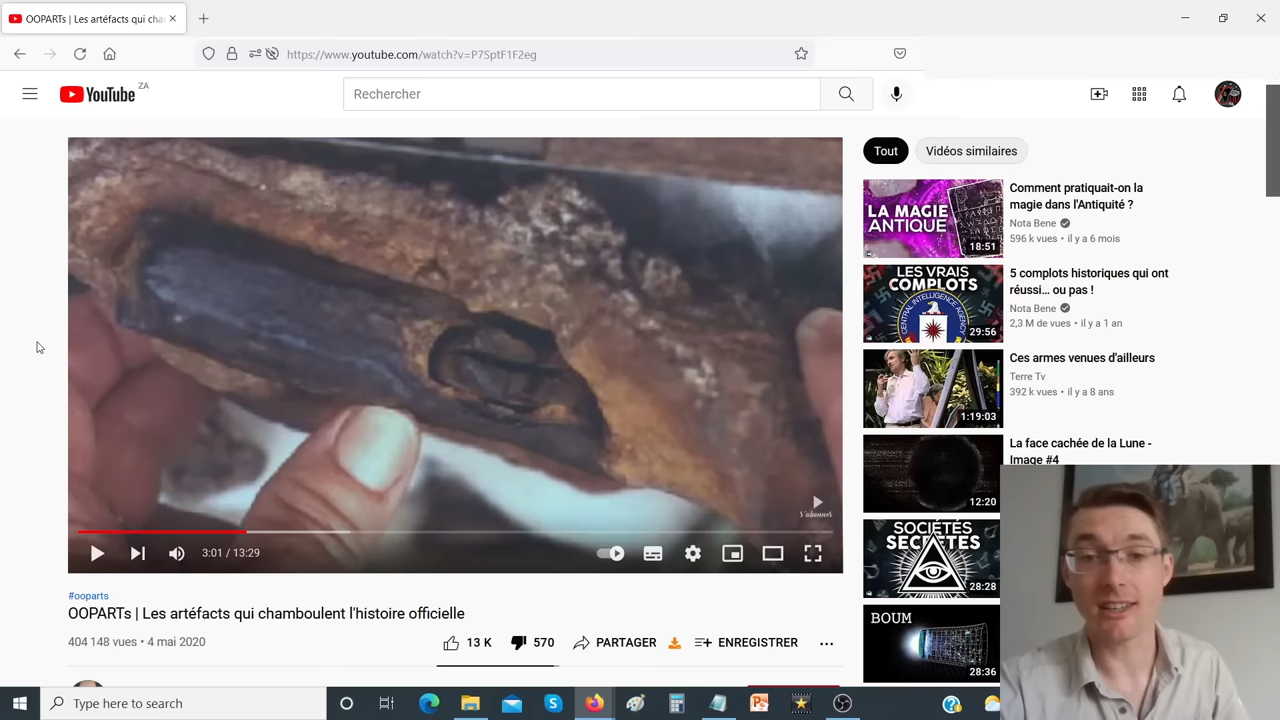 OOPARTs | Les artéfacts qui cha
https://www.youtube.com/watch?v=P7SptF1F2eg
YouTube ZA
Rechercher
s'abonner
3:01 / 13:29
#ooparts
OOPARTs | Les artéfacts qui chamboulent l'histoire officielle
404 148 vues • 4 mai 2020
13 K
570
PARTAGER
ENREGISTRER
Tout
Vidéos similaires
LA MAGIE
ANTIQUE
18:51
Comment pratiquait-on la
magie dans l'Antiquité ?
Nota Bene
596 k vues • il y a 6 mois
LES VRAIS
COMPLOTS
CENTRAL INTELLIGENCE AGENCY
29:56
5 complots historiques qui ont
réussi... ou pas !
Nota Bene
2,3 M de vues • il y a 1 an
1:19:03
Ces armes venues d'ailleurs
Terre Tv
392 k vues • il y a 8 ans
12:20
La face cachée de la Lune -
Image #4
SOCIÉTÉS
SECRÈTES
28:28
BOUM
28:36
Type here to search